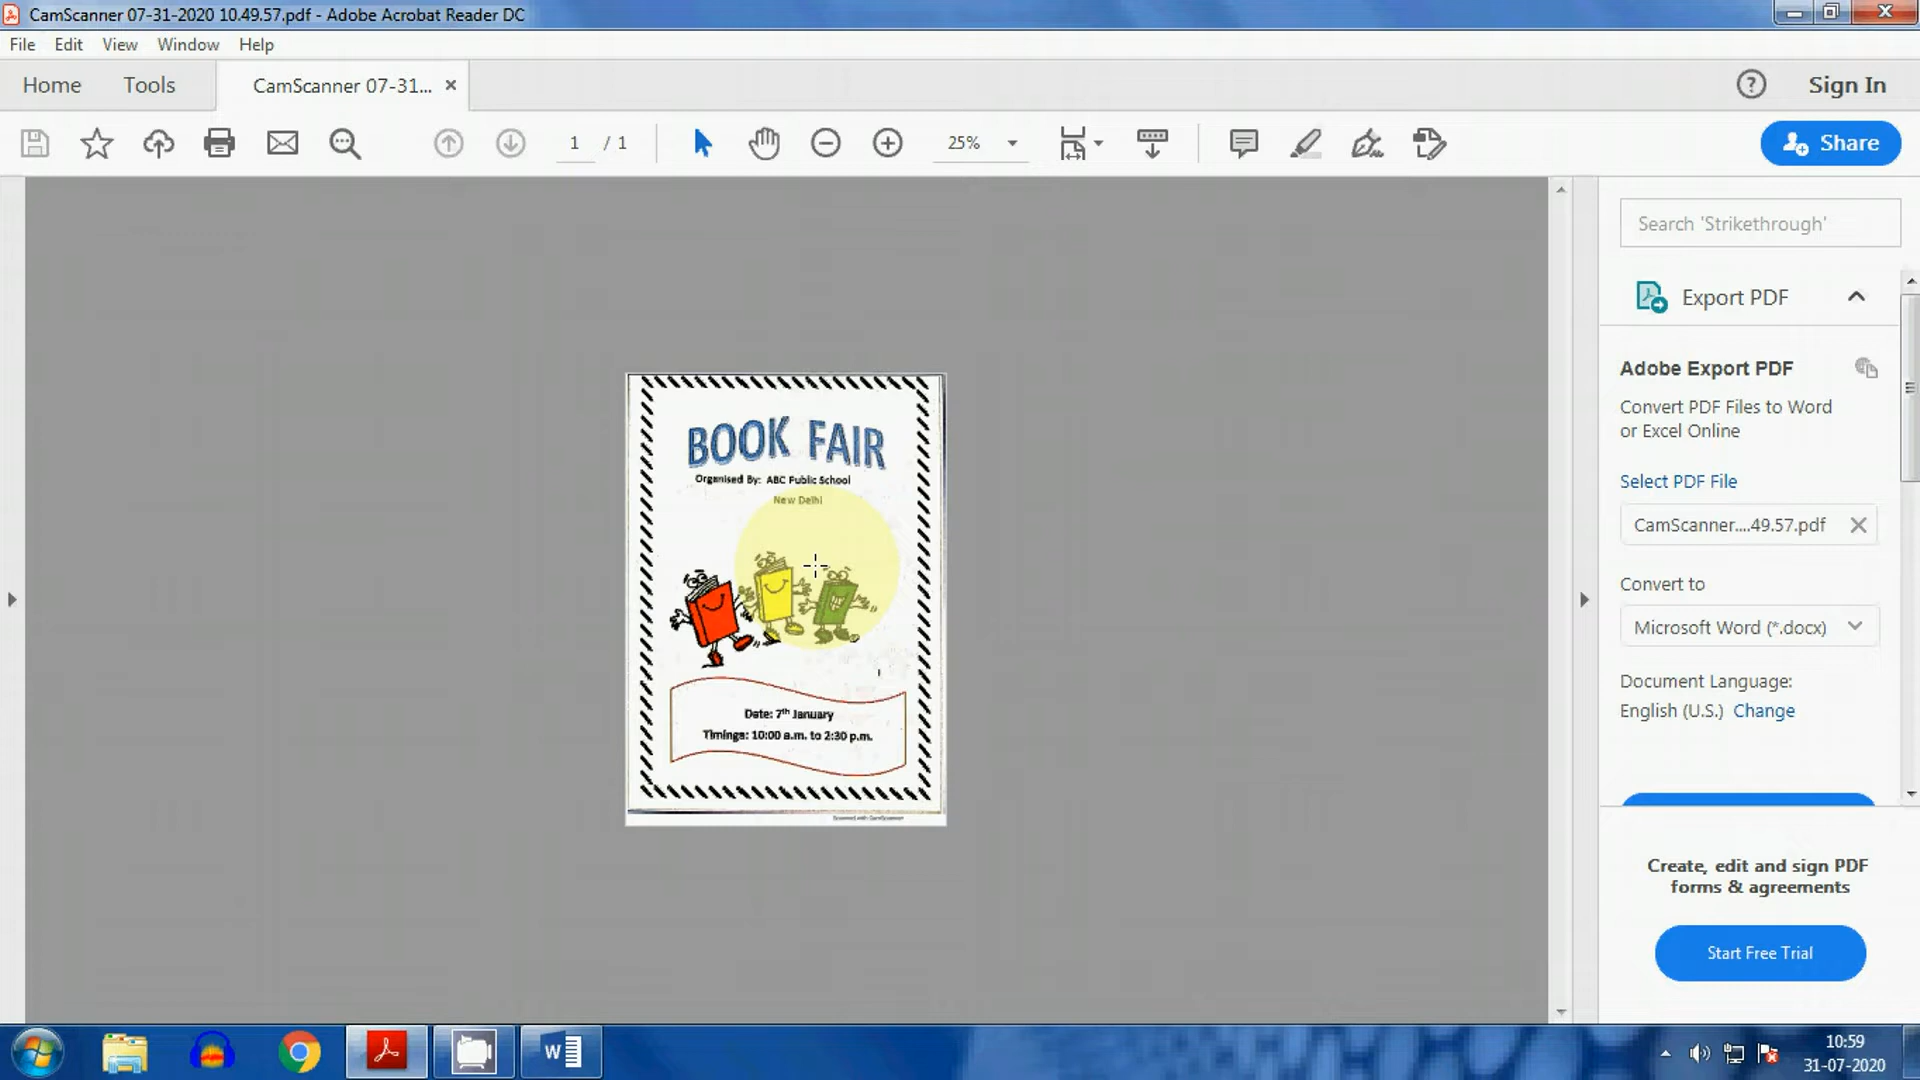 CamScanner 07-31-2020 10.49.57.pdf - Adobe Acrobat Reader DC
File Edit View Window Help
Home Tools CamScanner 07-31... Sign In
1 / 1 25% Share
Search 'Strikethrough'
Export PDF
Adobe Export PDF
Convert PDF Files to Word
or Excel Online
Select PDF File
CamScanner....49.57.pdf
Convert to
Microsoft Word (*.docx)
Document Language:
English (U.S.) Change
Create, edit and sign PDF
forms & agreements
Start Free Trial
BOOK FAIR
Organised By: ABC Public School
New Delhi
Date: 7th January
Timings: 10:00 a.m. to 2:30 p.m.
Scanned with CamScanner
10:59
31-07-2020